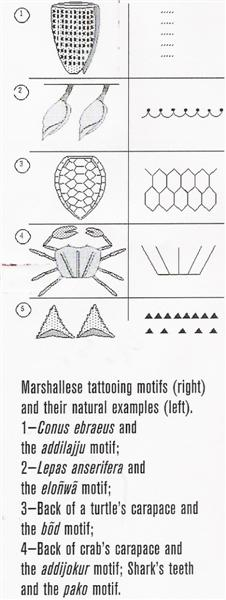 1
2
3
4
5
Marshallese tattooing motifs (right)
and their natural examples (left).
1—Conus ebraeus and
the addilajju motif;
2—Lepas anserifera and
the eloñwā motif;
3—Back of a turtle's carapace and
the bōd motif;
4—Back of crab's carapace and
the addijokur motif; Shark's teeth
and the pako motif.